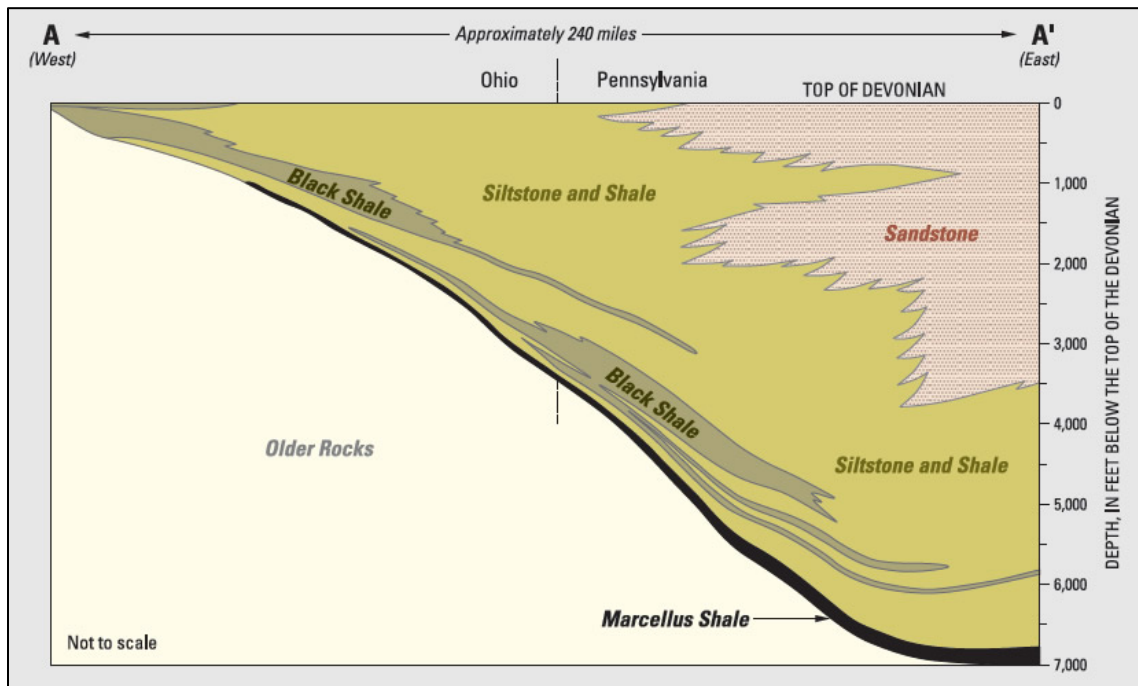 A
Approximately 240 miles
A'
(West)
(East)
Ohio
Pennsylvania
TOP OF DEVONIAN
0
Black Shale
Siltstone and Shale
1,000
Sandstone
2,000
3,000
Black Shale
4,000
Older Rocks
Siltstone and Shale
5,000
6,000
Marcellus Shale
Not to scale
7,000
DEPTH, IN FEET BELOW THE TOP OF THE DEVONIAN